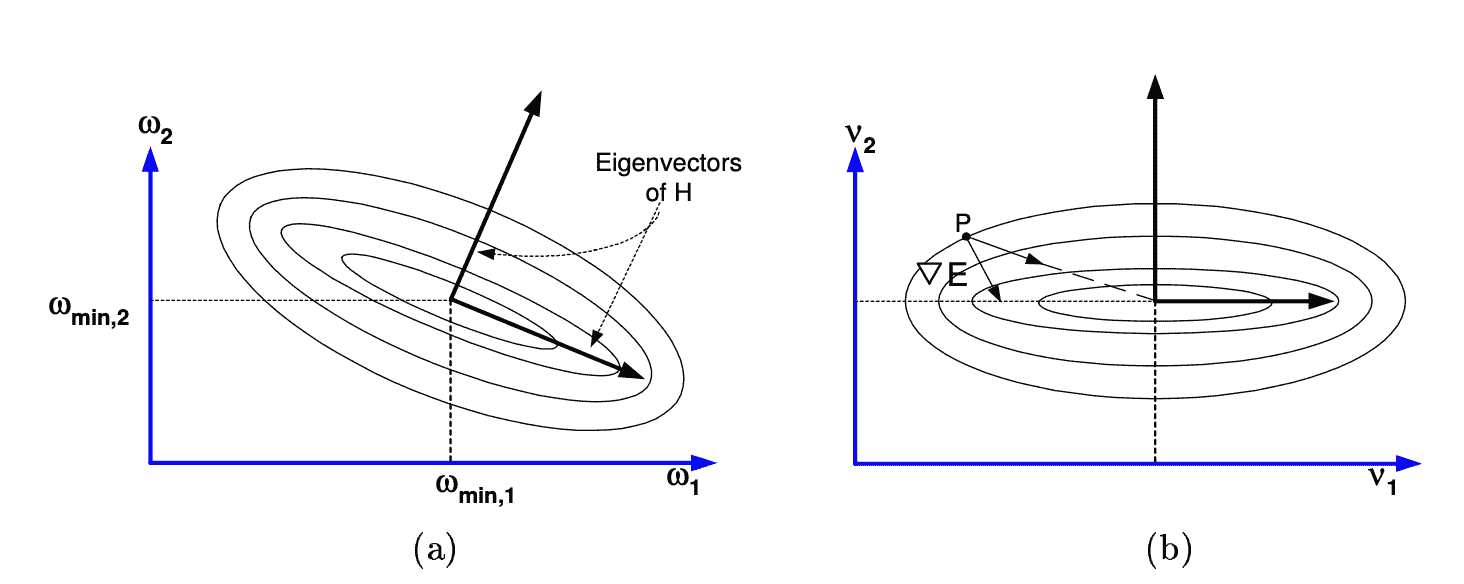 ω2
Eigenvectors
of H
ωmin,2
ωmin,1
ω1
(a)
ν2
P
▽E
ν1
(b)